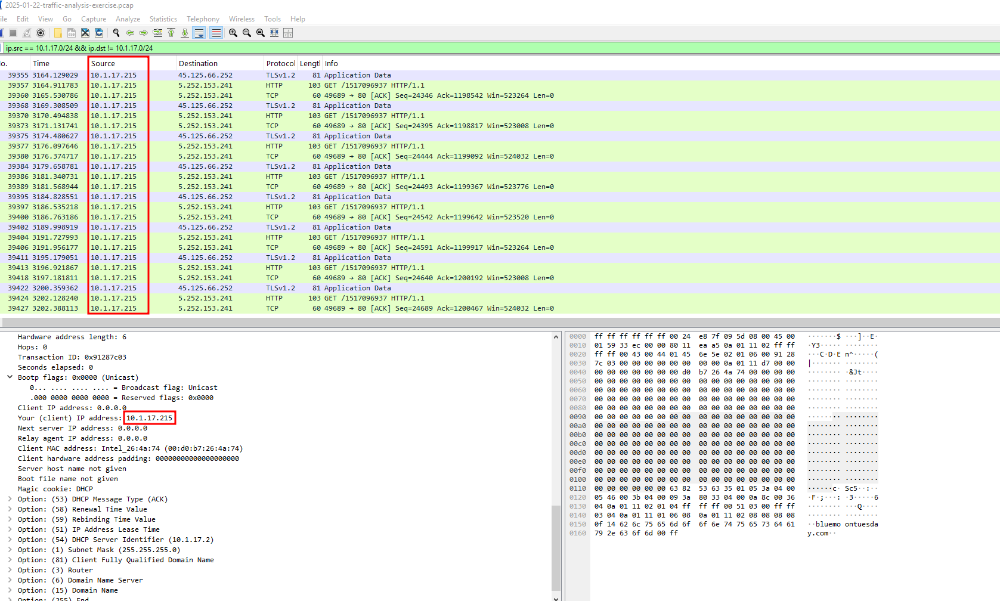 2025-01-22-traffic-analysis-exercise.pcap
ile Edit View Go Capture Analyze Statistics Telephony Wireless Tools Help
ip.src == 10.1.17.0/24 && ip.dst != 10.1.17.0/24
o. Time Source Destination Protocol Lengtl Info
39355 3164.129029 10.1.17.215 45.125.66.252 TLSv1.2 81 Application Data
39357 3164.911783 10.1.17.215 5.252.153.241 HTTP 103 GET /1517096937 HTTP/1.1
39360 3165.530786 10.1.17.215 5.252.153.241 TCP 60 49689 → 80 [ACK] Seq=24346 Ack=1198542 Win=523264 Len=0
39368 3169.308509 10.1.17.215 45.125.66.252 TLSv1.2 81 Application Data
39370 3170.494838 10.1.17.215 5.252.153.241 HTTP 103 GET /1517096937 HTTP/1.1
39373 3171.131741 10.1.17.215 5.252.153.241 TCP 60 49689 → 80 [ACK] Seq=24395 Ack=1198817 Win=523008 Len=0
39375 3174.480627 10.1.17.215 45.125.66.252 TLSv1.2 81 Application Data
39377 3176.097646 10.1.17.215 5.252.153.241 HTTP 103 GET /1517096937 HTTP/1.1
39380 3176.374717 10.1.17.215 5.252.153.241 TCP 60 49689 → 80 [ACK] Seq=24444 Ack=1199092 Win=524032 Len=0
39384 3179.658781 10.1.17.215 45.125.66.252 TLSv1.2 81 Application Data
39386 3181.340731 10.1.17.215 5.252.153.241 HTTP 103 GET /1517096937 HTTP/1.1
39389 3181.568944 10.1.17.215 5.252.153.241 TCP 60 49689 → 80 [ACK] Seq=24493 Ack=1199367 Win=523776 Len=0
39395 3184.828551 10.1.17.215 45.125.66.252 TLSv1.2 81 Application Data
39397 3186.535218 10.1.17.215 5.252.153.241 HTTP 103 GET /1517096937 HTTP/1.1
39400 3186.763186 10.1.17.215 5.252.153.241 TCP 60 49689 → 80 [ACK] Seq=24542 Ack=1199642 Win=523520 Len=0
39402 3189.998919 10.1.17.215 45.125.66.252 TLSv1.2 81 Application Data
39404 3191.727993 10.1.17.215 5.252.153.241 HTTP 103 GET /1517096937 HTTP/1.1
39406 3191.956177 10.1.17.215 5.252.153.241 TCP 60 49689 → 80 [ACK] Seq=24591 Ack=1199917 Win=523264 Len=0
39411 3195.179051 10.1.17.215 45.125.66.252 TLSv1.2 81 Application Data
39413 3196.921867 10.1.17.215 5.252.153.241 HTTP 103 GET /1517096937 HTTP/1.1
39418 3197.181811 10.1.17.215 5.252.153.241 TCP 60 49689 → 80 [ACK] Seq=24640 Ack=1200192 Win=523008 Len=0
39422 3200.359362 10.1.17.215 45.125.66.252 TLSv1.2 81 Application Data
39424 3202.128240 10.1.17.215 5.252.153.241 HTTP 103 GET /1517096937 HTTP/1.1
39427 3202.388113 10.1.17.215 5.252.153.241 TCP 60 49689 → 80 [ACK] Seq=24689 Ack=1200467 Win=524032 Len=0
Hardware address length: 6
Hops: 0
Transaction ID: 0x91287c03
Seconds elapsed: 0
Bootp flags: 0x0000 (Unicast)
0... .... .... .... = Broadcast flag: Unicast
.000 0000 0000 0000 = Reserved flags: 0x0000
Client IP address: 0.0.0.0
Your (client) IP address: 10.1.17.215
Next server IP address: 0.0.0.0
Relay agent IP address: 0.0.0.0
Client MAC address: Intel_26:4a:74 (00:d0:b7:26:4a:74)
Client hardware address padding: 00000000000000000000
Server host name not given
Boot file name not given
Magic cookie: DHCP
Option: (53) DHCP Message Type (ACK)
Option: (58) Renewal Time Value
Option: (59) Rebinding Time Value
Option: (51) IP Address Lease Time
Option: (54) DHCP Server Identifier (10.1.17.2)
Option: (1) Subnet Mask (255.255.255.0)
Option: (81) Client Fully Qualified Domain Name
Option: (3) Router
Option: (6) Domain Name Server
Option: (15) Domain Name
Option: (255) End
0000 ff ff ff ff ff ff 00 24 e8 7f 09 5d 08 00 45 00 ·······$ ···]··E·
0010 01 59 33 ec 00 00 80 11 ea a5 0a 01 11 02 ff ff ·Y3····· ········
0020 ff ff 00 43 00 44 01 45 6e 5e 02 01 06 00 91 28 ···C·D·E n^·····(
0030 7c 03 00 00 00 00 00 00 00 00 0a 01 11 d7 00 00 |······· ········
0040 00 00 00 00 00 00 00 d0 b7 26 4a 74 00 00 00 00 ········ ·&Jt····
0050 00 00 00 00 00 00 00 00 00 00 00 00 00 00 00 00 ········ ········
0060 00 00 00 00 00 00 00 00 00 00 00 00 00 00 00 00 ········ ········
0070 00 00 00 00 00 00 00 00 00 00 00 00 00 00 00 00 ········ ········
0080 00 00 00 00 00 00 00 00 00 00 00 00 00 00 00 00 ········ ········
0090 00 00 00 00 00 00 00 00 00 00 00 00 00 00 00 00 ········ ········
00a0 00 00 00 00 00 00 00 00 00 00 00 00 00 00 00 00 ········ ········
00b0 00 00 00 00 00 00 00 00 00 00 00 00 00 00 00 00 ········ ········
00c0 00 00 00 00 00 00 00 00 00 00 00 00 00 00 00 00 ········ ········
00d0 00 00 00 00 00 00 00 00 00 00 00 00 00 00 00 00 ········ ········
00e0 00 00 00 00 00 00 00 00 00 00 00 00 00 00 00 00 ········ ········
00f0 00 00 00 00 00 00 00 00 00 00 00 00 00 00 00 00 ········ ········
0100 00 00 00 00 00 00 00 00 00 00 00 00 00 00 00 00 ········ ········
0110 00 00 00 00 00 00 63 82 53 63 35 01 05 3a 04 00 ······c· Sc5··:··
0120 05 46 00 3b 04 00 09 3a 80 33 04 00 0a 8c 00 36 ·F·;···: ·3·····6
0130 04 0a 01 11 02 01 04 ff ff ff 00 51 03 00 ff ff ········ ···Q····
0140 03 04 0a 01 11 01 06 08 0a 01 11 02 08 08 08 08 ········ ········
0150 0f 14 62 6c 75 65 6d 6f 6f 6e 74 75 65 73 64 61 ··bluemo ontuesda
0160 79 2e 63 6f 6d 00 ff y.com··